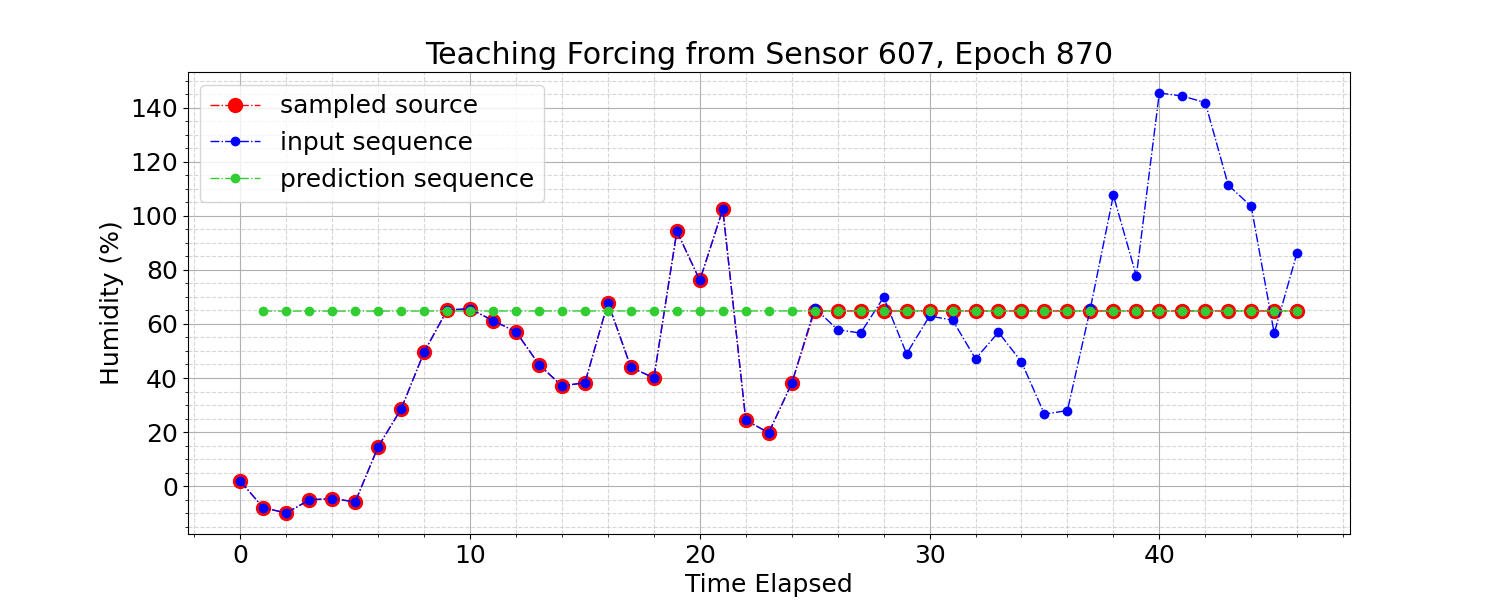 Teaching Forcing from Sensor 607, Epoch 870
sampled source
input sequence
prediction sequence
Humidity (%)
140
120
100
80
60
40
20
0
0 10 20 30 40
Time Elapsed